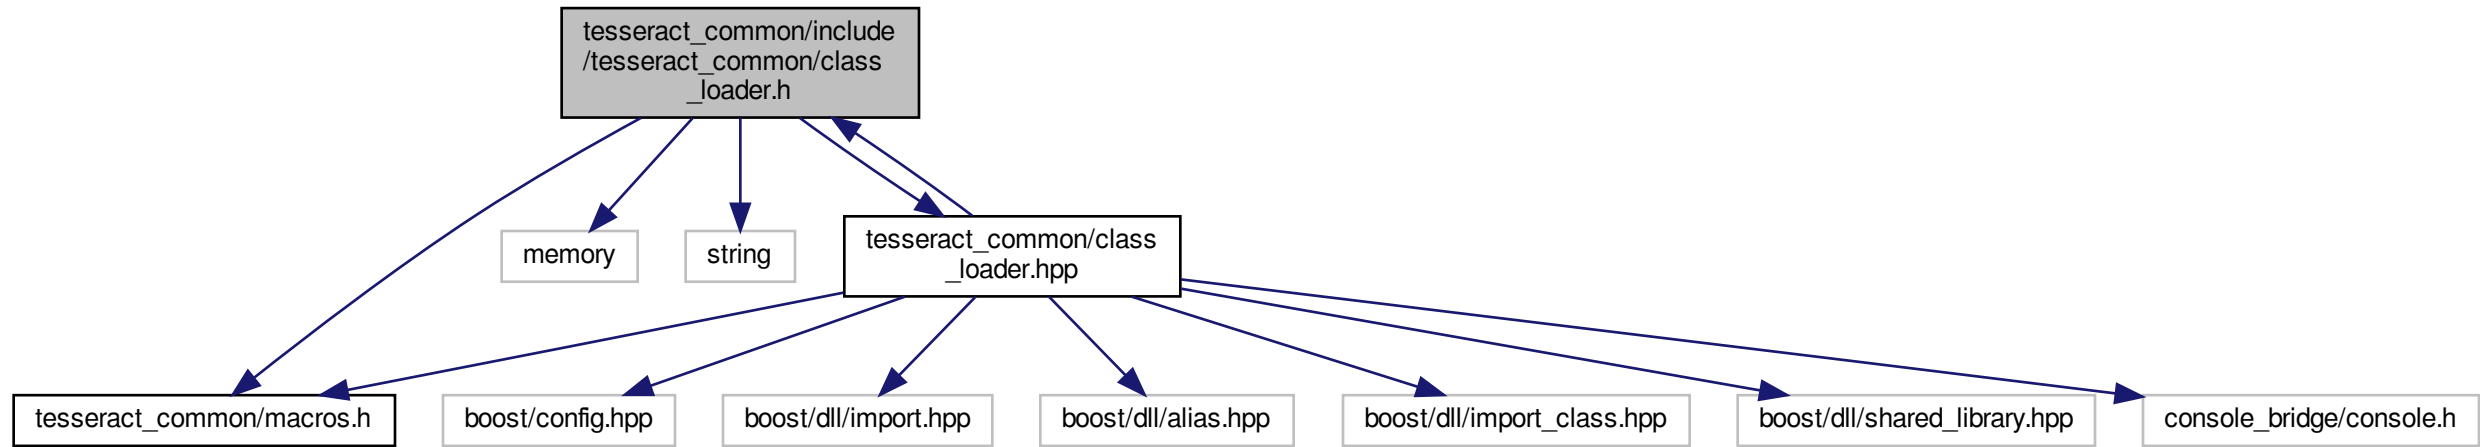 tesseract_common/include
/tesseract_common/class
_loader.h
memory
string
tesseract_common/class
_loader.hpp
tesseract_common/macros.h
boost/config.hpp
boost/dll/import.hpp
boost/dll/alias.hpp
boost/dll/import_class.hpp
boost/dll/shared_library.hpp
console_bridge/console.h